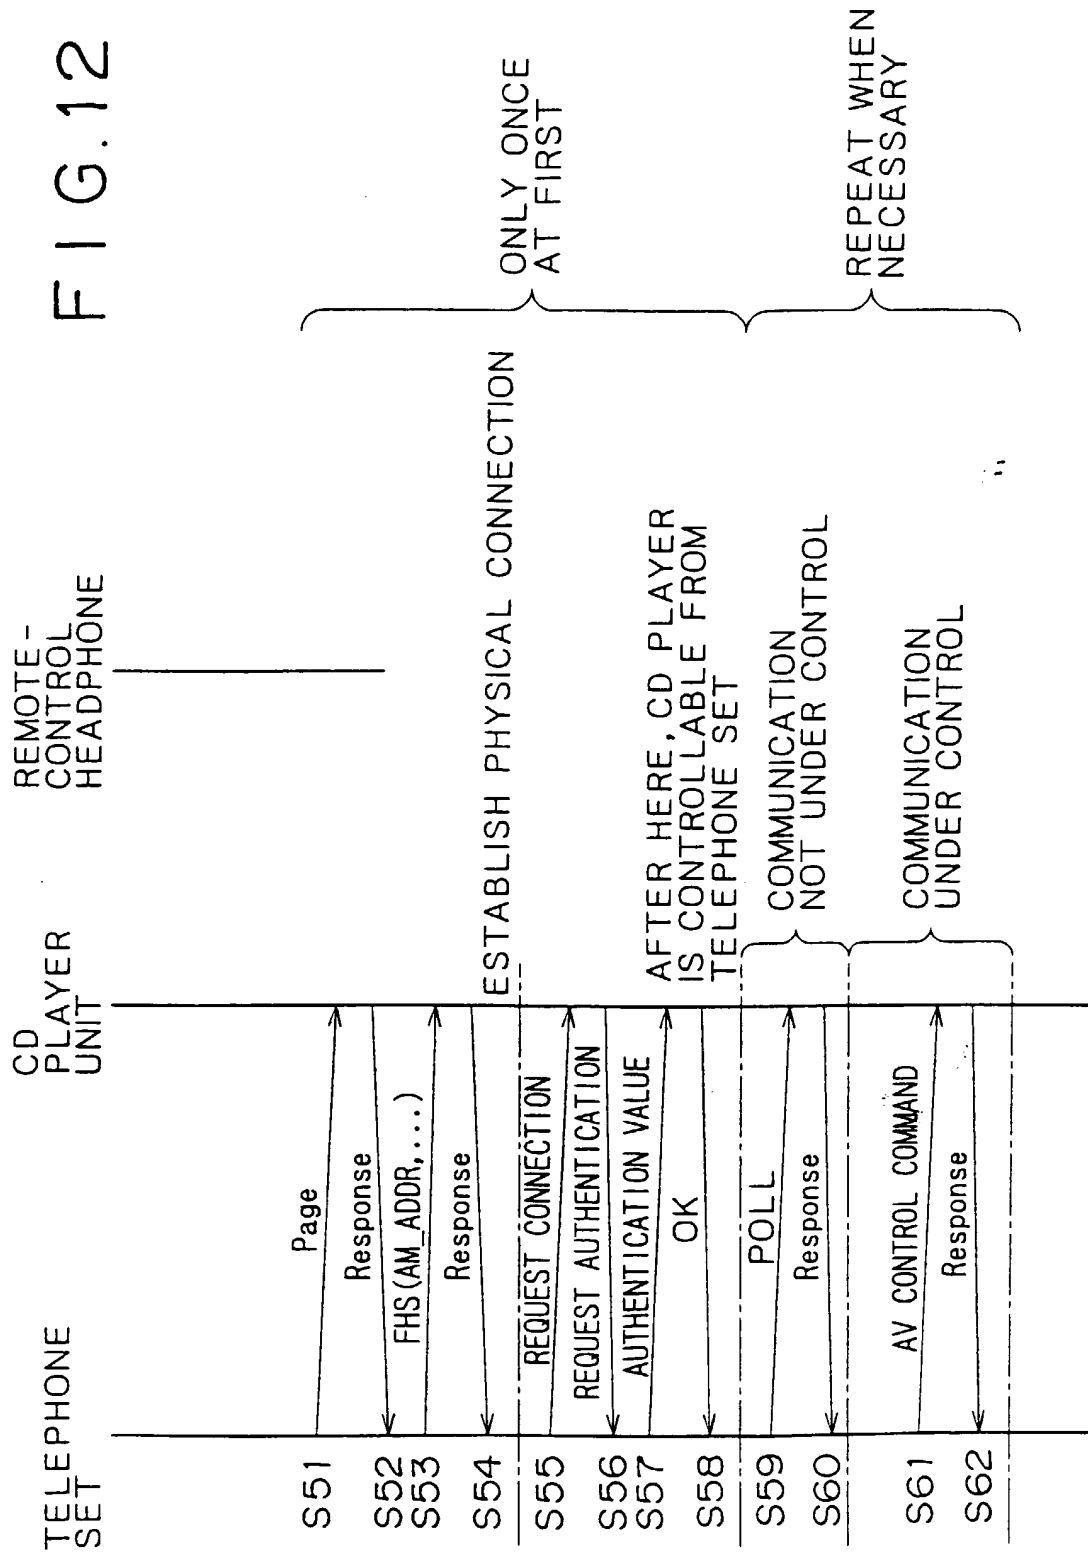 FIG.12
TELEPHONE
SET
CD
PLAYER
UNIT
REMOTE-
CONTROL
HEADPHONE
S51
Page
S52
Response
S53
FHS(AM_ADDR,...)
S54
Response
ESTABLISH PHYSICAL CONNECTION
ONLY ONCE
AT FIRST
S55
REQUEST CONNECTION
S56
REQUEST AUTHENTICATION
S57
AUTHENTICATION VALUE
S58
OK
AFTER HERE, CD PLAYER
IS CONTROLLABLE FROM
TELEPHONE SET
S59
POLL
S60
Response
COMMUNICATION
NOT UNDER CONTROL
S61
AV CONTROL COMMAND
S62
Response
COMMUNICATION
UNDER CONTROL
REPEAT WHEN
NECESSARY